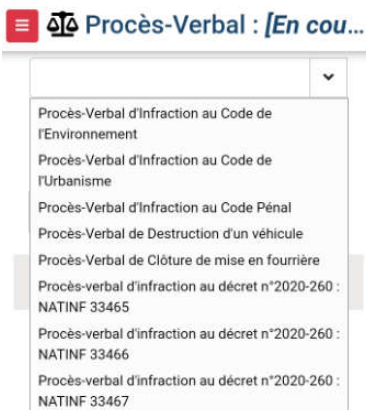 Procès-Verbal : [En cou...
Procès-Verbal d'Infraction au Code de
l'Environnement
Procès-Verbal d'Infraction au Code de
l'Urbanisme
Procès-Verbal d'Infraction au Code Pénal
Procès-Verbal de Destruction d'un véhicule
Procès-Verbal de Clôture de mise en fourrière
Procès-verbal d'infraction au décret n°2020-260 :
NATINF 33465
Procès-verbal d'infraction au décret n°2020-260 :
NATINF 33466
Procès-verbal d'infraction au décret n°2020-260 :
NATINF 33467